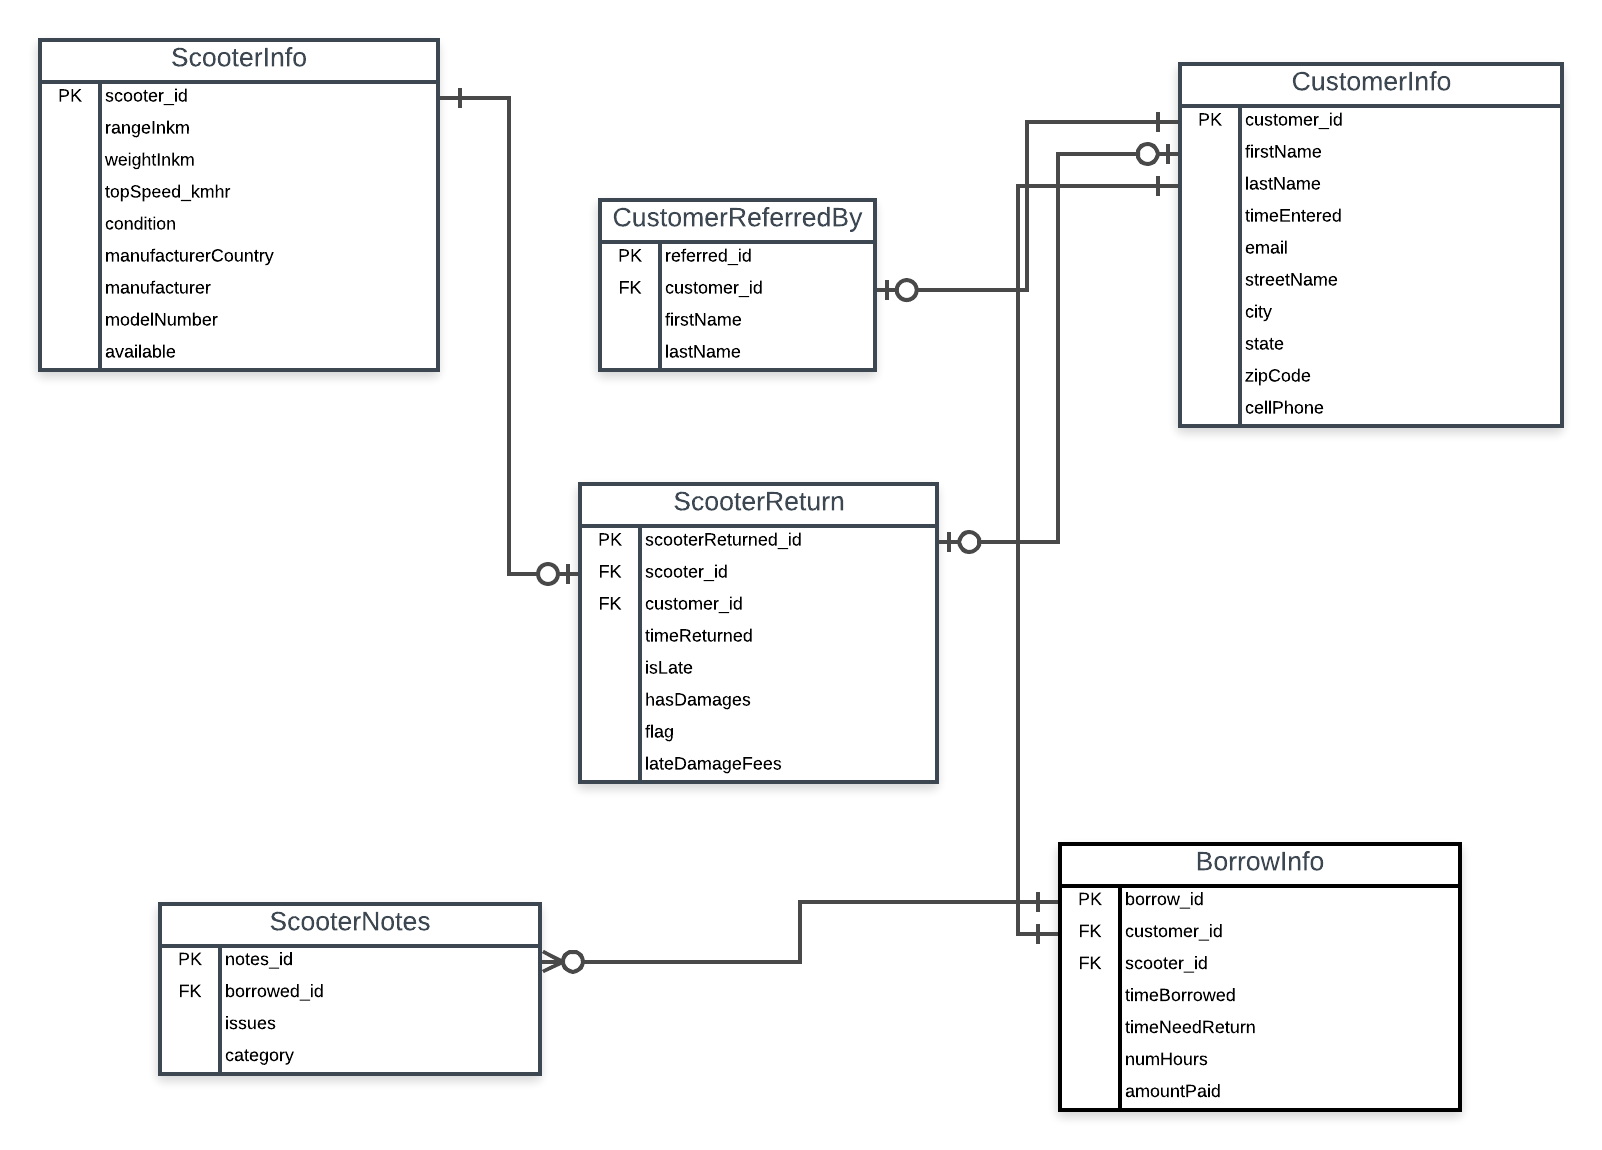 ScooterInfo
PK scooter_id
rangeInkm
weightInkm
topSpeed_kmhr
condition
manufacturerCountry
manufacturer
modelNumber
available
CustomerInfo
PK customer_id
firstName
lastName
timeEntered
email
streetName
city
state
zipCode
cellPhone
CustomerReferredBy
PK referred_id
FK customer_id
firstName
lastName
ScooterReturn
PK scooterReturned_id
FK scooter_id
FK customer_id
timeReturned
isLate
hasDamages
flag
lateDamageFees
BorrowInfo
PK borrow_id
FK customer_id
FK scooter_id
timeBorrowed
timeNeedReturn
numHours
amountPaid
ScooterNotes
PK notes_id
FK borrowed_id
issues
category